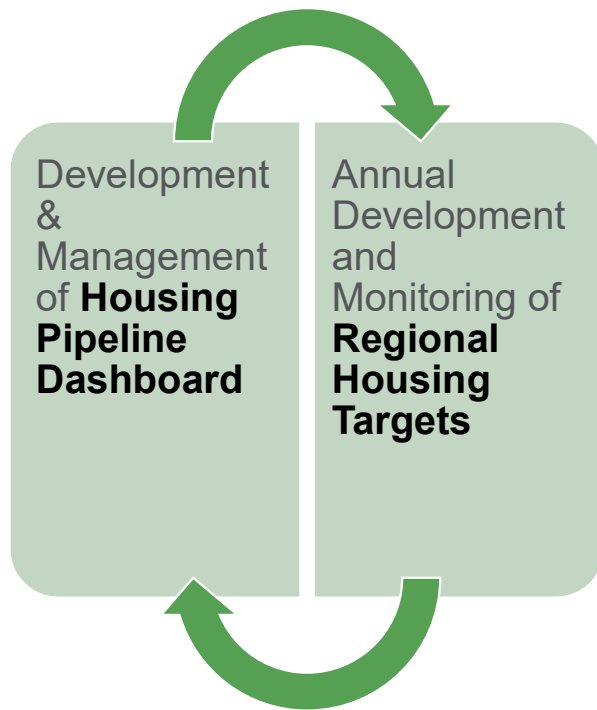 Development
&
Management
of Housing
Pipeline
Dashboard
Annual
Development
and
Monitoring of
Regional
Housing
Targets